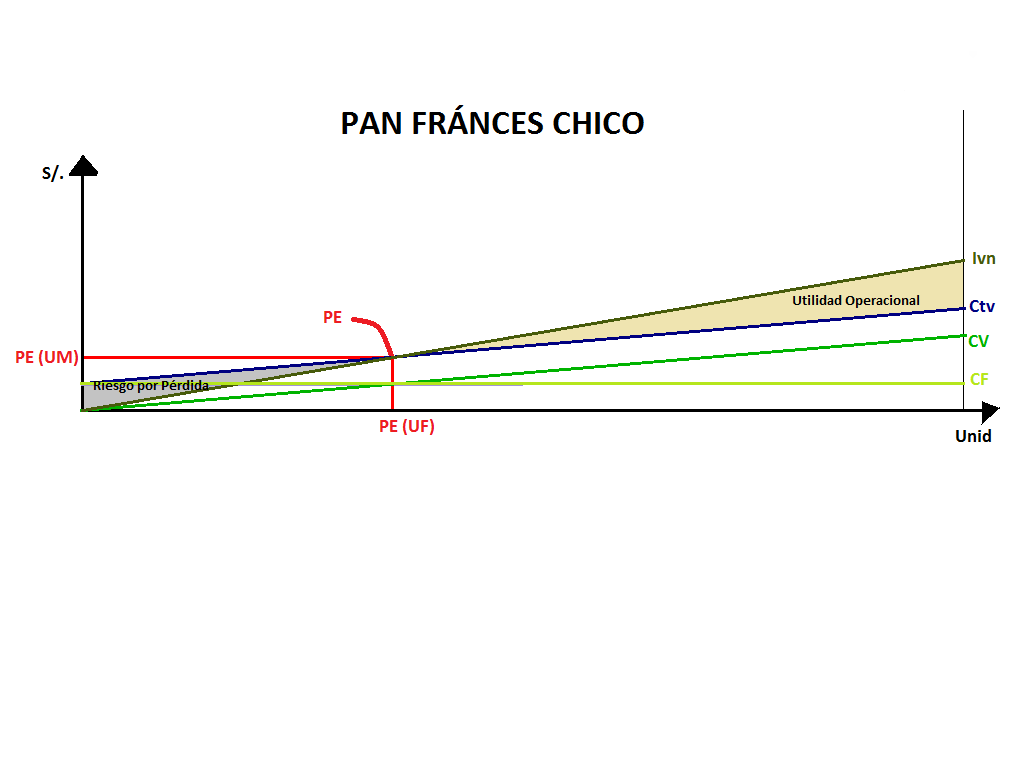 PAN FRÁNCES CHICO
S/.
Ivn
Utilidad Operacional
Ctv
PE
CV
PE (UM)
CF
Riesgo por Pérdida
PE (UF)
Unid